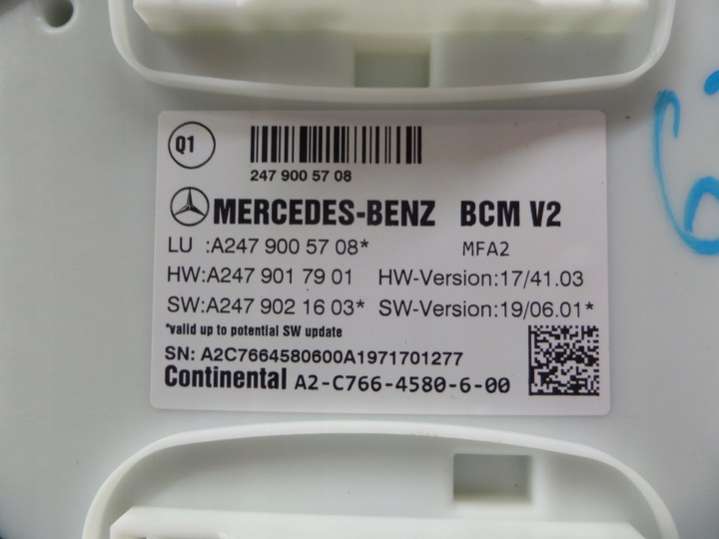 Q1
247 900 57 08
MERCEDES-BENZ BCM V2
LU :A247 900 57 08* MFA2
HW:A247 901 79 01 HW-Version:17/41.03
SW:A247 902 16 03* SW-Version:19/06.01*
*valid up to potential SW update
SN: A2C7664580600A1971701277
Continental A2-C766-4580-6-00